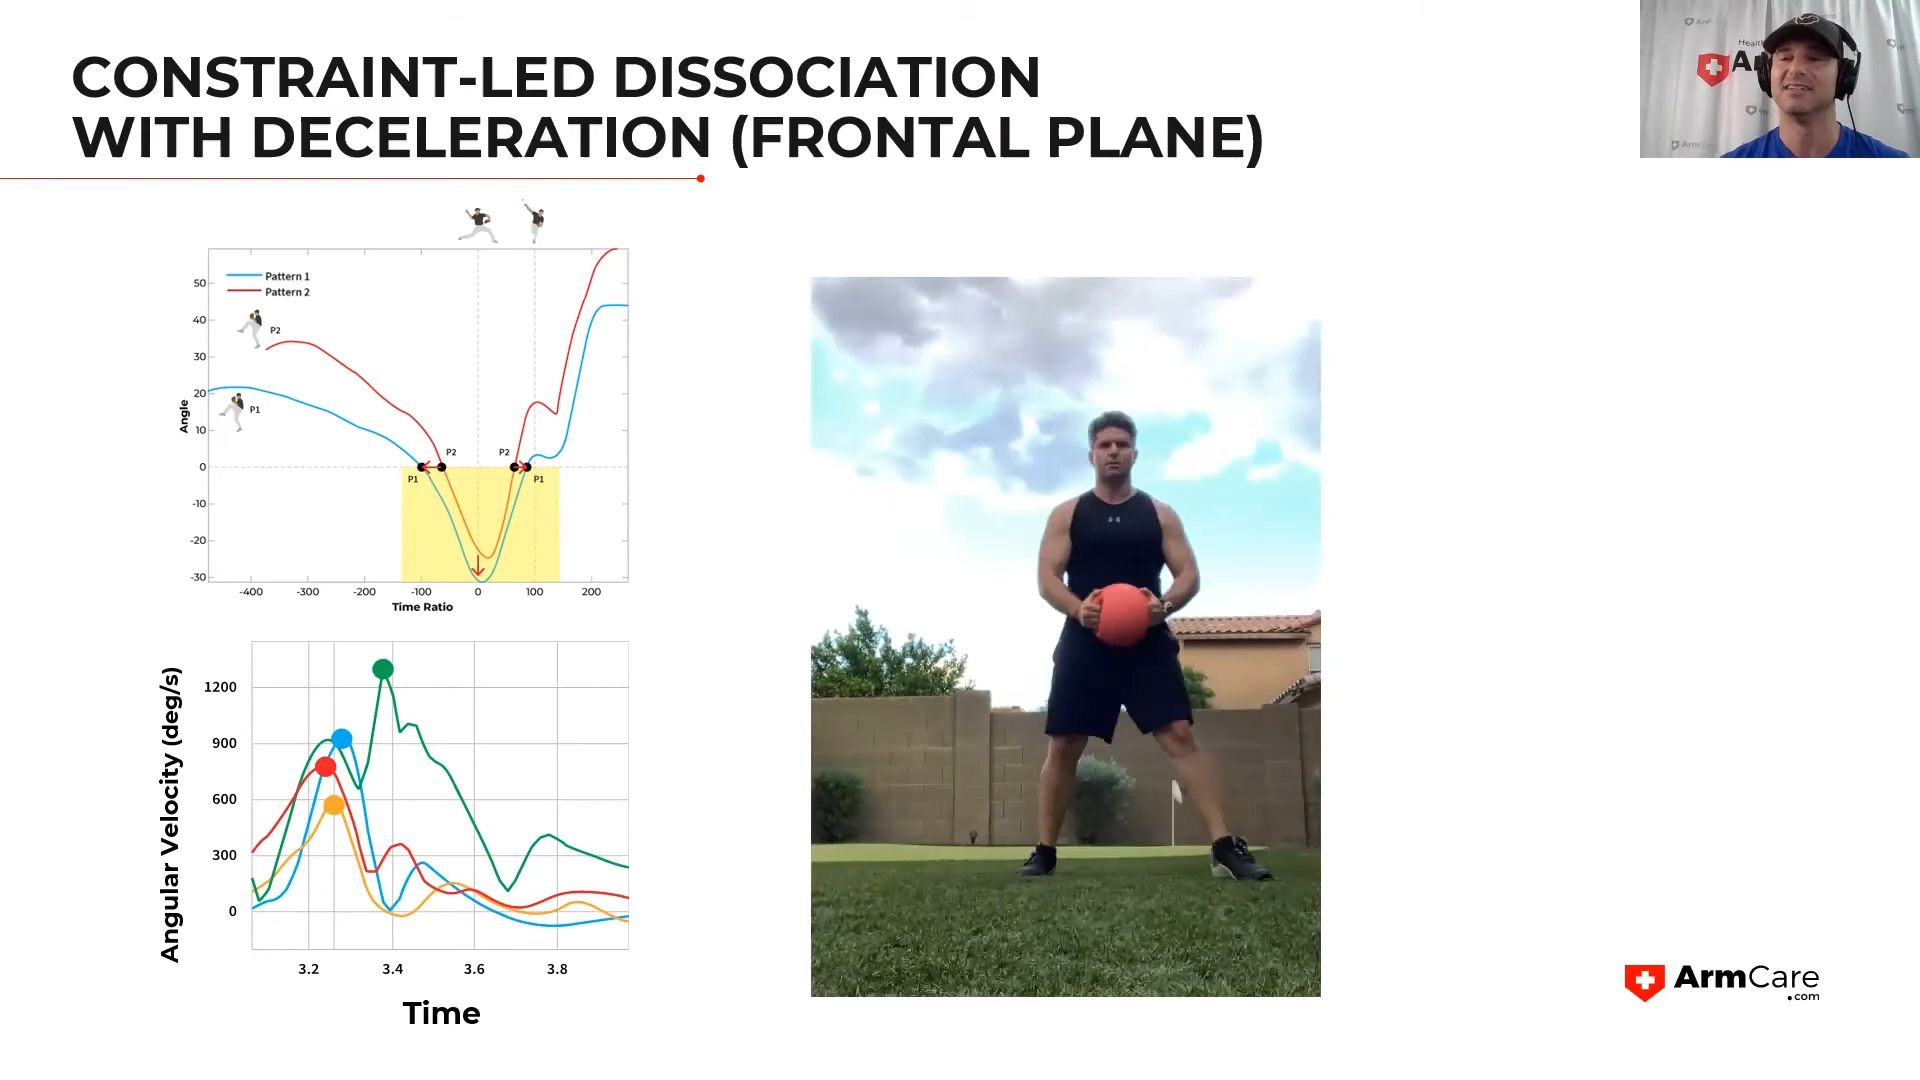 CONSTRAINT-LED DISSOCIATION
WITH DECELERATION (FRONTAL PLANE)
Pattern 1
Pattern 2
50
40
30
20
10
0
-10
-20
-30
Angle
P2
P1
P2
P2
P1
P1
-400
-300
-200
-100
0
100
200
Time Ratio
1200
900
600
300
0
Angular Velocity (deg/s)
3.2
3.4
3.6
3.8
Time
ArmCare
.com